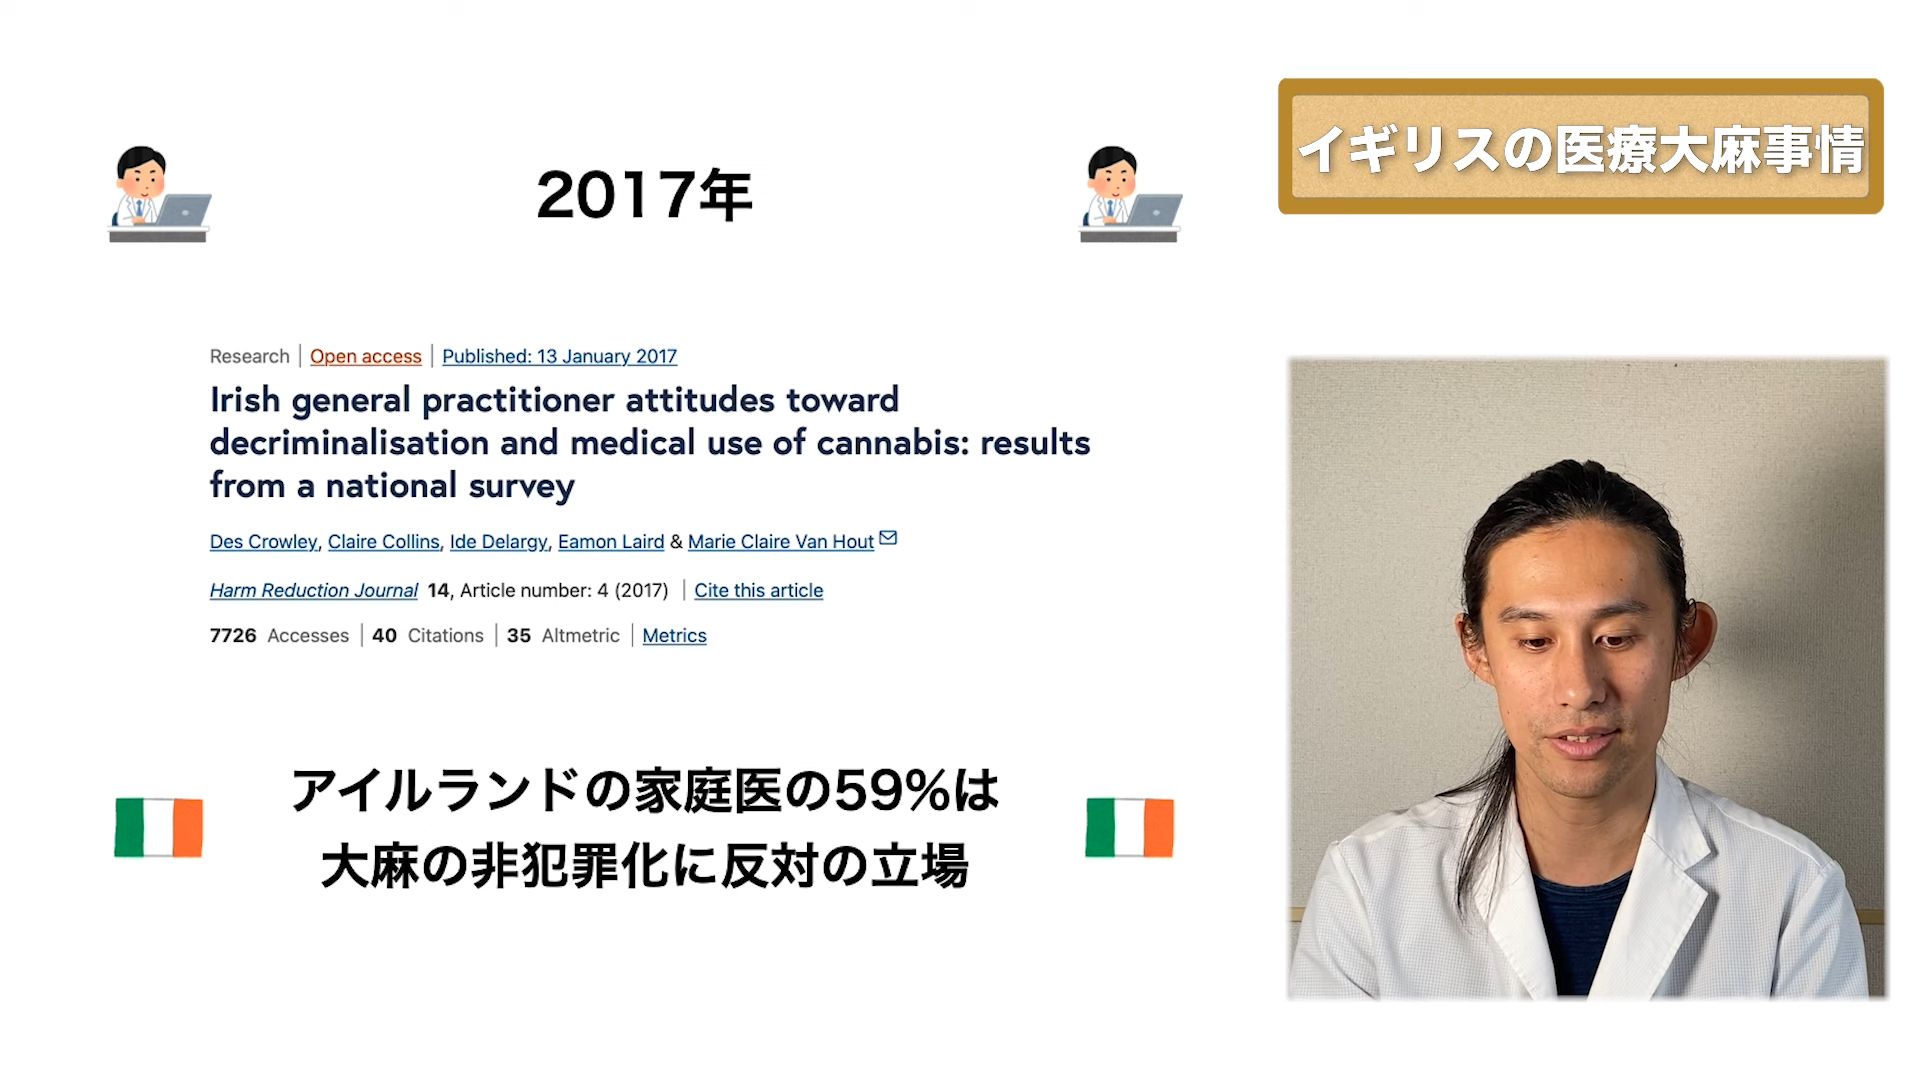 2017年
イギリスの医療大麻事情
Research | Open access | Published: 13 January 2017
Irish general practitioner attitudes toward
decriminalisation and medical use of cannabis: results
from a national survey
Des Crowley, Claire Collins, Ide Delargy, Eamon Laird & Marie Claire Van Hout
Harm Reduction Journal 14, Article number: 4 (2017) | Cite this article
7726 Accesses | 40 Citations | 35 Altmetric | Metrics
アイルランドの家庭医の59%は
大麻の非犯罪化に反対の立場